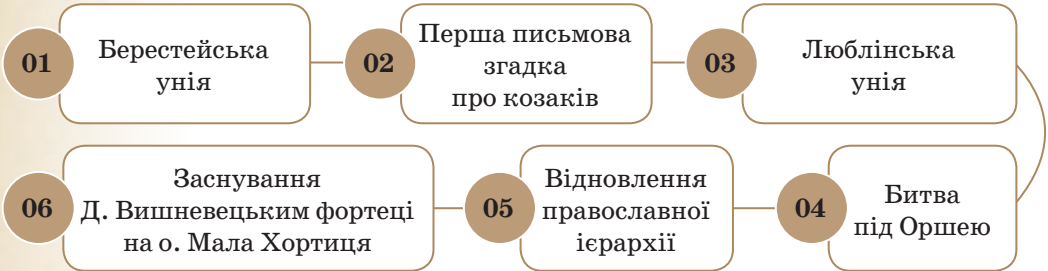 01
Берестейська
унія
02
Перша письмова
згадка
про козаків
03
Люблінська
унія
04
Битва
під Оршею
05
Відновлення
православної
ієрархії
06
Заснування
Д. Вишневецьким фортеці
на о. Мала Хортиця